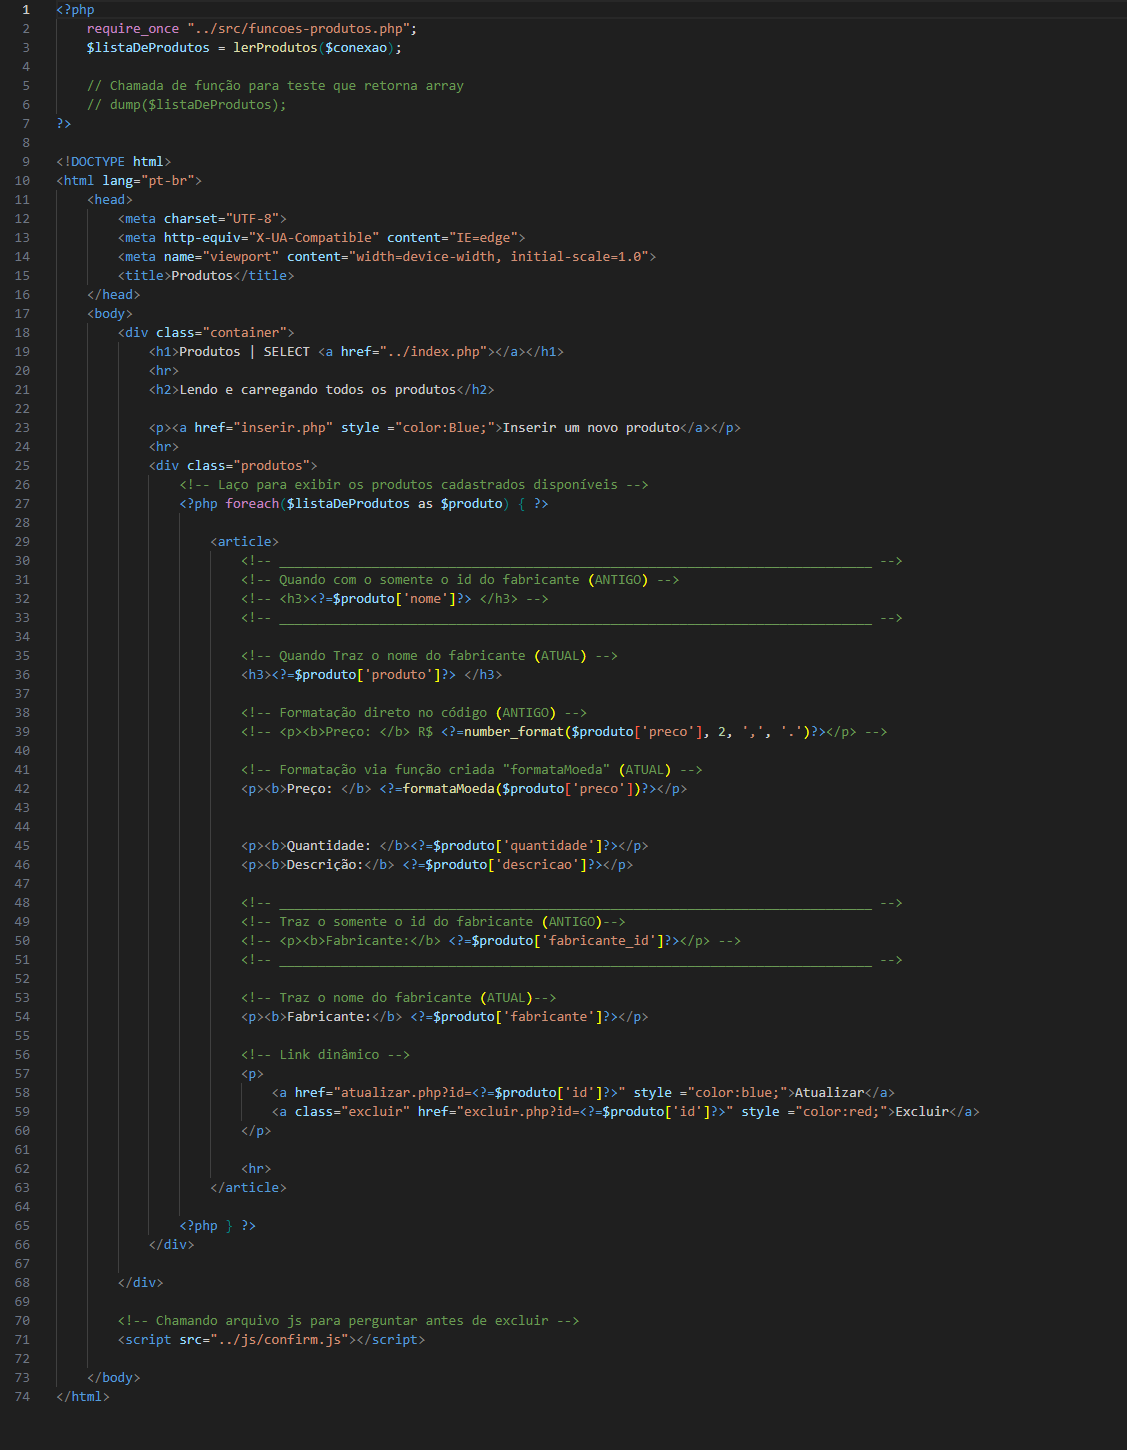 1 <?php
2 require_once "../src/funcoes-produtos.php";
3 $listaDeProdutos = lerProdutos($conexao);
4
5 // Chamada de função para teste que retorna array
6 // dump($listaDeProdutos);
7 ?>
8
9 <!DOCTYPE html>
10 <html lang="pt-br">
11 <head>
12 <meta charset="UTF-8">
13 <meta http-equiv="X-UA-Compatible" content="IE=edge">
14 <meta name="viewport" content="width=device-width, initial-scale=1.0">
15 <title>Produtos</title>
16 </head>
17 <body>
18 <div class="container">
19 <h1>Produtos | SELECT <a href="../index.php"></a></h1>
20 <hr>
21 <h2>Lendo e carregando todos os produtos</h2>
22
23 <p><a href="inserir.php" style ="color:Blue;">Inserir um novo produto</a></p>
24 <hr>
25 <div class="produtos">
26 <!-- Laço para exibir os produtos cadastrados disponíveis -->
27 <?php foreach($listaDeProdutos as $produto) { ?>
28
29 <article>
30 <!-- _____________________________________________________________________________ -->
31 <!-- Quando com o somente o id do fabricante (ANTIGO) -->
32 <!-- <h3><?=$produto['nome']?> </h3> -->
33 <!-- _____________________________________________________________________________ -->
34
35 <!-- Quando Traz o nome do fabricante (ATUAL) -->
36 <h3><?=$produto['produto']?> </h3>
37
38 <!-- Formatação direto no código (ANTIGO) -->
39 <!-- <p><b>Preço: </b> R$ <?=number_format($produto['preco'], 2, ',', '.')?></p> -->
40
41 <!-- Formatação via função criada "formataMoeda" (ATUAL) -->
42 <p><b>Preço: </b> <?=formataMoeda($produto['preco'])?></p>
43
44
45 <p><b>Quantidade: </b><?=$produto['quantidade']?></p>
46 <p><b>Descrição:</b> <?=$produto['descricao']?></p>
47
48 <!-- _____________________________________________________________________________ -->
49 <!-- Traz o somente o id do fabricante (ANTIGO)-->
50 <!-- <p><b>Fabricante:</b> <?=$produto['fabricante_id']?></p> -->
51 <!-- _____________________________________________________________________________ -->
52
53 <!-- Traz o nome do fabricante (ATUAL)-->
54 <p><b>Fabricante:</b> <?=$produto['fabricante']?></p>
55
56 <!-- Link dinâmico -->
57 <p>
58 <a href="atualizar.php?id=<?=$produto['id']?>" style ="color:blue;">Atualizar</a>
59 <a class="excluir" href="excluir.php?id=<?=$produto['id']?>" style ="color:red;">Excluir</a>
60 </p>
61
62 <hr>
63 </article>
64
65 <?php } ?>
66 </div>
67
68 </div>
69
70 <!-- Chamando arquivo js para perguntar antes de excluir -->
71 <script src="../js/confirm.js"></script>
72
73 </body>
74 </html>